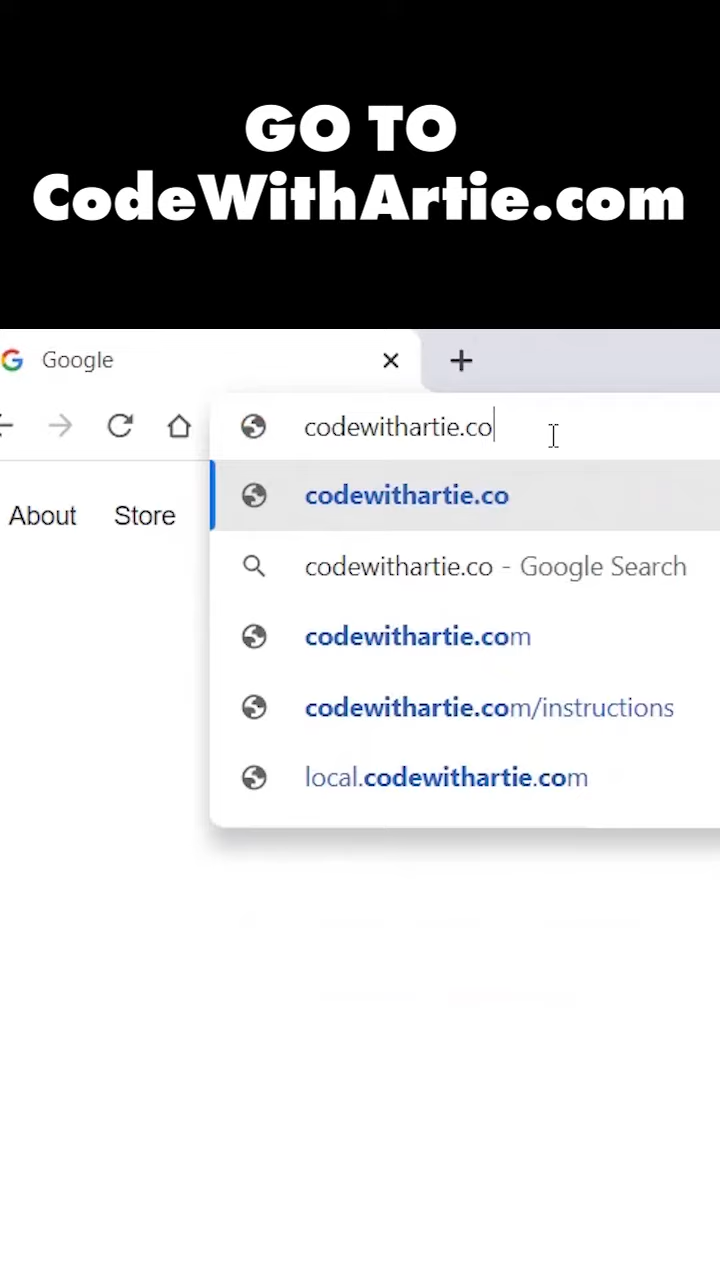 GO TO
CodeWithArtie.com
Google
codewithartie.co
About Store
codewithartie.co
codewithartie.co - Google Search
codewithartie.com
codewithartie.com/instructions
local.codewithartie.com